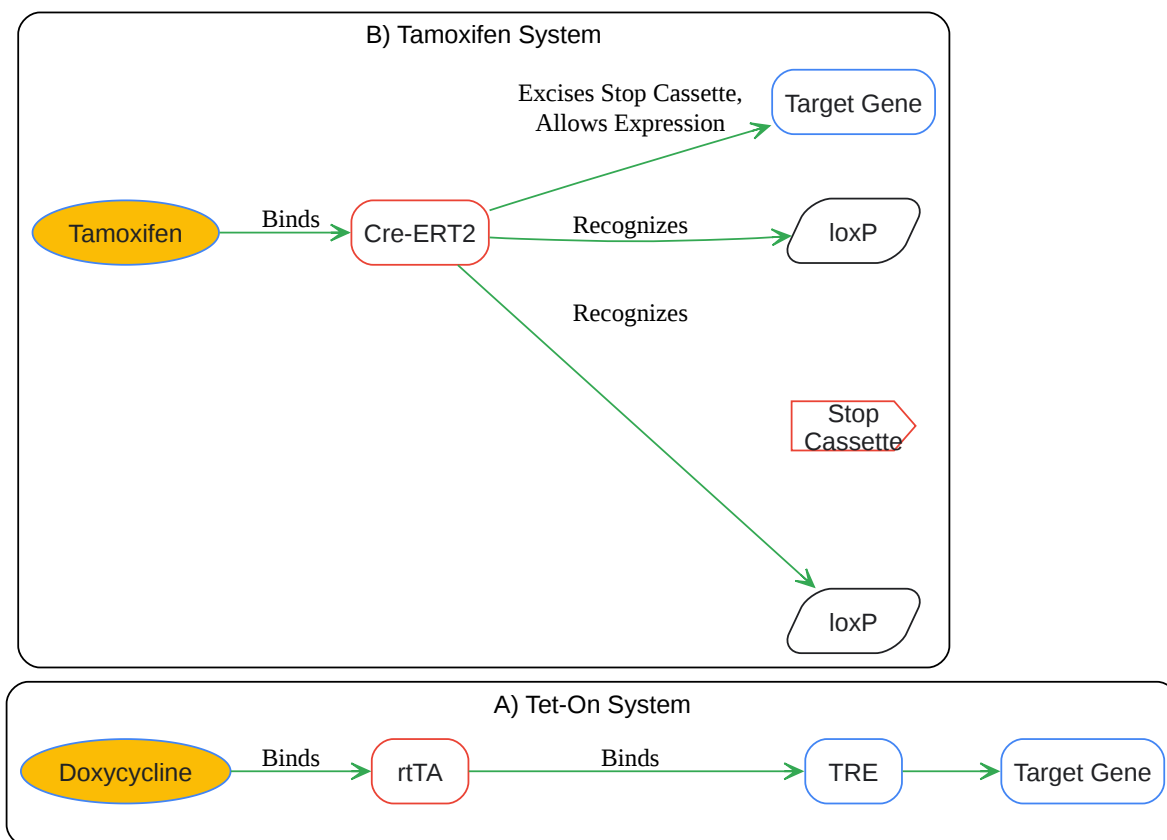 B) Tamoxifen System
Excises Stop Cassette,
Allows Expression
Target Gene
Tamoxifen
Binds
Cre-ERT2
Recognizes
loxP
Recognizes
Stop
Cassette
loxP
A) Tet-On System
Doxycycline
Binds
rtTA
Binds
TRE
Target Gene